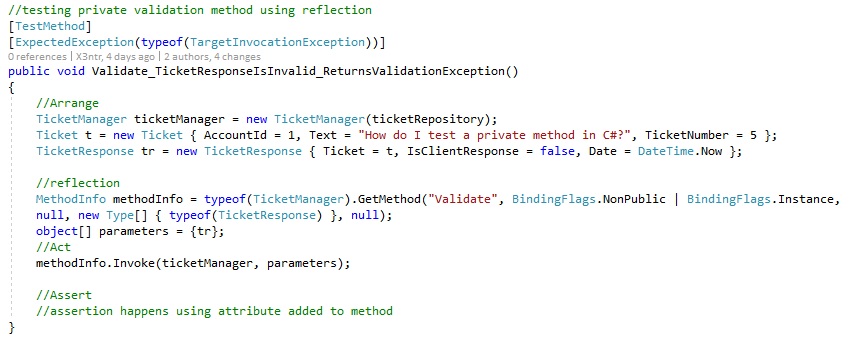 //testing private validation method using reflection
[TestMethod]
[ExpectedException(typeof(TargetInvocationException))]
0 references | X3ntr, 4 days ago | 2 authors, 4 changes
public void Validate_TicketResponseIsInvalid_ReturnsValidationException()
{
//Arrange
TicketManager ticketManager = new TicketManager(ticketRepository);
Ticket t = new Ticket { AccountId = 1, Text = "How do I test a private method in C#?", TicketNumber = 5 };
TicketResponse tr = new TicketResponse { Ticket = t, IsClientResponse = false, Date = DateTime.Now };
//reflection
MethodInfo methodInfo = typeof(TicketManager).GetMethod("Validate", BindingFlags.NonPublic | BindingFlags.Instance,
null, new Type[] { typeof(TicketResponse) }, null);
object[] parameters = {tr};
//Act
methodInfo.Invoke(ticketManager, parameters);
//Assert
//assertion happens using attribute added to method
}